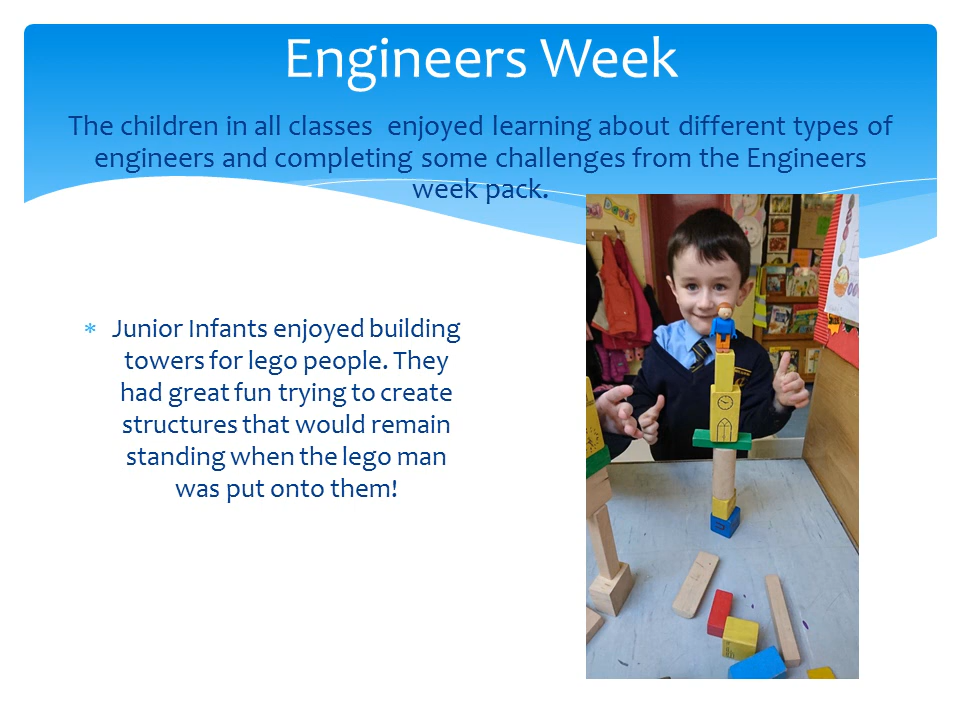 Engineers Week
The children in all classes enjoyed learning about different types of
engineers and completing some challenges from the Engineers
week pack.
* Junior Infants enjoyed building
towers for lego people. They
had great fun trying to create
structures that would remain
standing when the lego man
was put onto them!